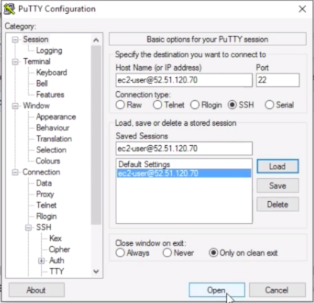 PuTTY Configuration
Category:
Session
Logging
Terminal
Keyboard
Bell
Features
Window
Appearance
Behaviour
Translation
Selection
Colours
Connection
Data
Proxy
Telnet
Rlogin
SSH
Kex
Cipher
Auth
TTY
Basic options for your PuTTY session
Specify the destination you want to connect to
Host Name (or IP address) Port
ec2-user@52.51.120.70 22
Connection type:
Raw Telnet Rlogin SSH Serial
Load, save or delete a stored session
Saved Sessions
ec2-user@52.51.120.70
Default Settings
ec2-user@52.51.120.70
Load
Save
Delete
Close window on exit:
Always Never Only on clean exit
About Open Cancel